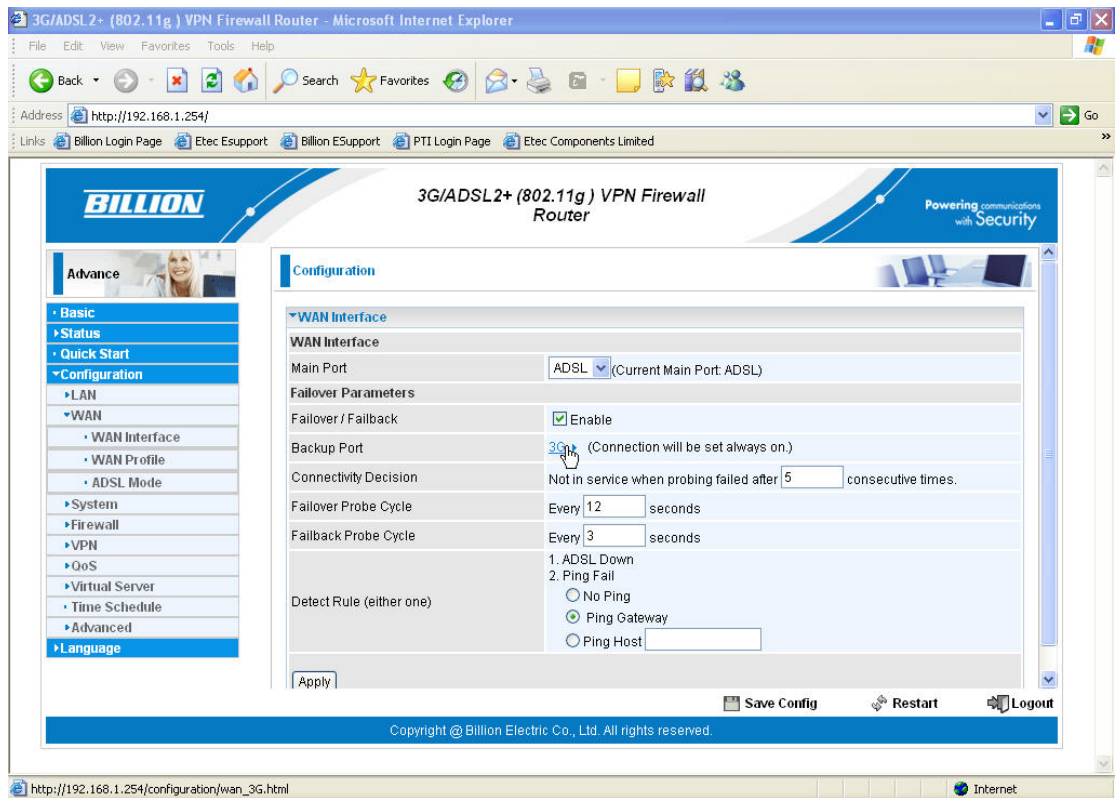 3G/ADSL2+ (802.11g ) VPN Firewall Router - Microsoft Internet Explorer
File Edit View Favorites Tools Help
Back Search Favorites
Address http://192.168.1.254/ Go
Links Billion Login Page Etec Esupport Billion ESupport PTI Login Page Etec Components Limited »
BILLION
3G/ADSL2+ (802.11g ) VPN Firewall
Router
Powering communications
with Security
Advance
Configuration
Basic
Status
Quick Start
Configuration
LAN
WAN
WAN Interface
WAN Profile
ADSL Mode
System
Firewall
VPN
QoS
Virtual Server
Time Schedule
Advanced
Language
WAN Interface
WAN Interface
Main Port ADSL (Current Main Port: ADSL)
Failover Parameters
Failover / Failback Enable
Backup Port 3G (Connection will be set always on.)
Connectivity Decision Not in service when probing failed after 5 consecutive times.
Failover Probe Cycle Every 12 seconds
Failback Probe Cycle Every 3 seconds
Detect Rule (either one)
1. ADSL Down
2. Ping Fail
No Ping
Ping Gateway
Ping Host
Apply
Save Config Restart Logout
Copyright @ Billion Electric Co., Ltd. All rights reserved.
http://192.168.1.254/configuration/wan_3G.html Internet